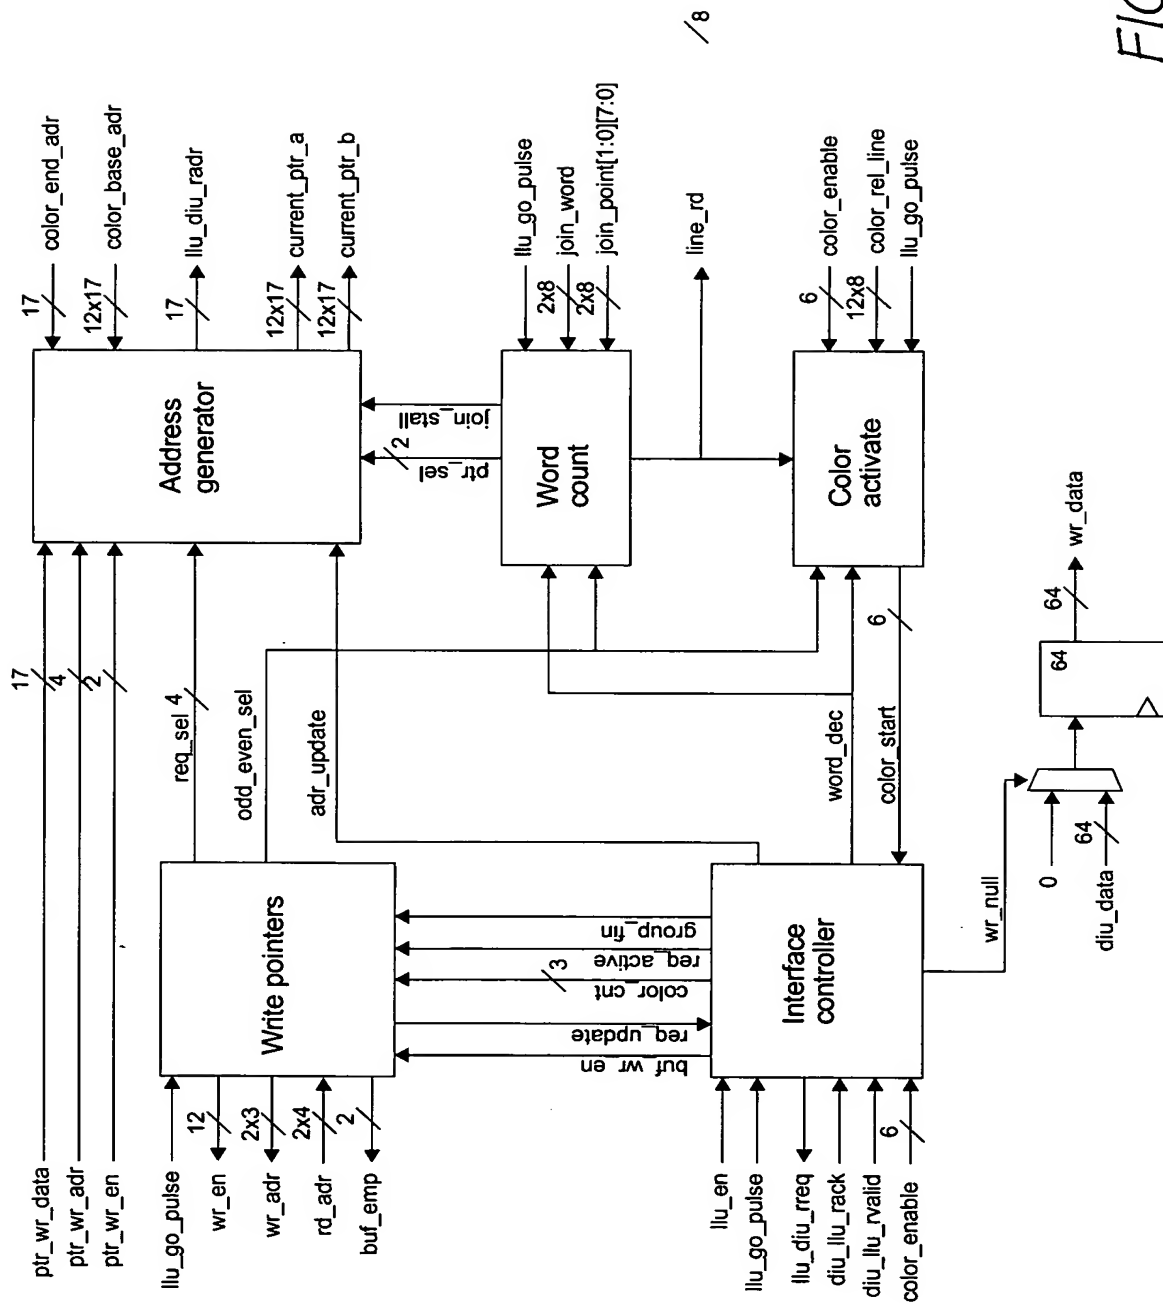 FIG
/8
17
color_end_adr
12x17
color_base_adr
17
llu_diu_radr
12x17
current_ptr_a
12x17
current_ptr_b
Address
generator
ptr_wr_data
17
ptr_wr_adr
4
ptr_wr_en
2
req_sel
4
odd_even_sel
adr_update
join_stall
ptr_sel
2
llu_go_pulse
2x8
join_word
2x8
join_point[1:0][7:0]
Word
count
line_rd
6
color_enable
12x8
color_rel_line
llu_go_pulse
Color
activate
word_dec
color_start
6
Write pointers
llu_go_pulse
12
wr_en
2x3
wr_adr
2x4
rd_adr
2
buf_emp
group_fin
req_active
color_cnt
3
req_update
buf_wr_en
Interface
controller
llu_en
llu_go_pulse
llu_diu_rreq
diu_llu_rack
diu_llu_rvalid
6
color_enable
wr_null
0
64
diu_data
64
64
wr_data